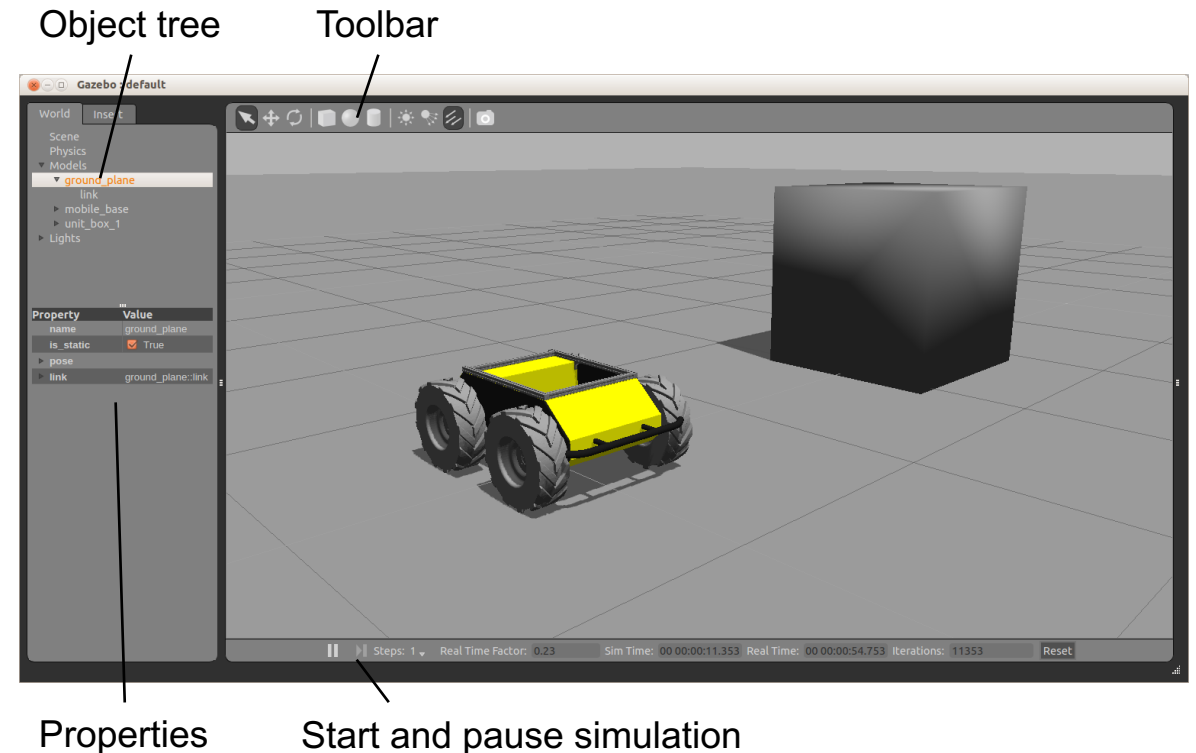 Object tree
Toolbar
Gazebo : default
World Insert
Scene
Physics
Models
ground_plane
link
mobile_base
unit_box_1
Lights
Property Value
name ground_plane
is_static True
pose
link ground_plane::link
Steps: 1 Real Time Factor: 0.23 Sim Time: 00 00:00:11.353 Real Time: 00 00:00:54.753 Iterations: 11353 Reset
Properties
Start and pause simulation